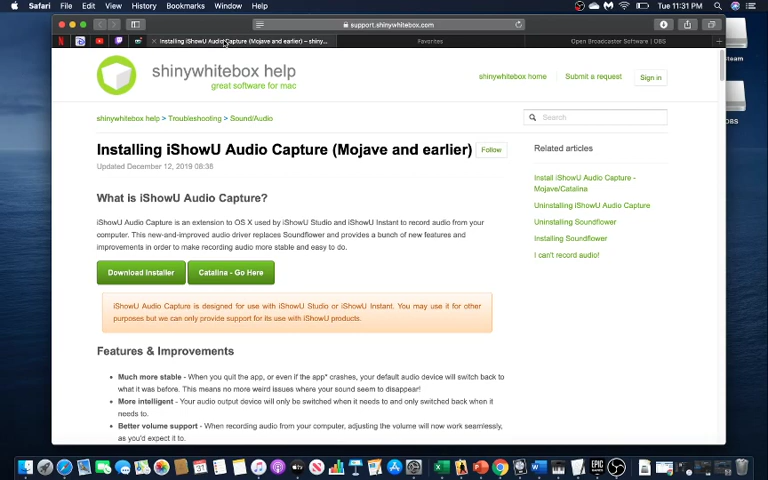 Safari File Edit View History Bookmarks Window Help
Tue 11:31 PM
support.shinywhitebox.com
Installing iShowU Audio Capture (Mojave and earlier) – shiny...
Favorites
Open Broadcaster Software | OBS
shinywhitebox help
great software for mac
shinywhitebox home Submit a request Sign in
shinywhitebox help > Troubleshooting > Sound/Audio
Search
Installing iShowU Audio Capture (Mojave and earlier)
Follow
Updated December 12, 2019 08:38
What is iShowU Audio Capture?
iShowU Audio Capture is an extension to OS X used by iShowU Studio and iShowU Instant to record audio from your
computer. This new-and-improved audio driver replaces Soundflower and provides a bunch of new features and
improvements in order to make recording audio more stable and easy to do.
Download Installer
Catalina - Go Here
iShowU Audio Capture is designed for use with iShowU Studio or iShowU Instant. You may use it for other
purposes but we can only provide support for its use with iShowU products.
Features & Improvements
• Much more stable - When you quit the app, or even if the app* crashes, your default audio device will switch back to
what it was before. This means no more weird issues where your sound seem to disappear!
• More intelligent - Your audio output device will only be switched when it needs to and only switched back when it
needs to.
• Better volume support - When recording audio from your computer, adjusting the volume will now work seamlessly,
as you'd expect it to.
Related articles
Install iShowU Audio Capture -
Mojave/Catalina
Uninstalling iShowU Audio Capture
Uninstalling Soundflower
Installing Soundflower
I can't record audio!
OBS